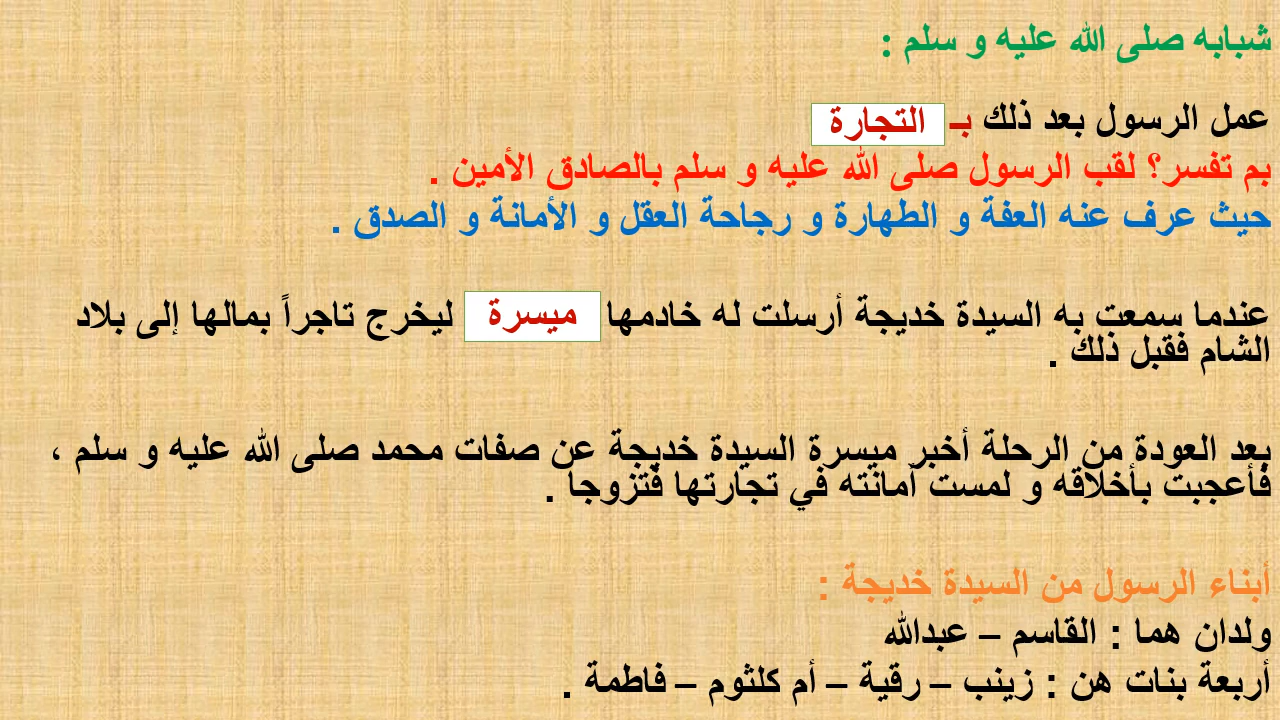 شبابه صلى الله عليه و سلم :
عمل الرسول بعد ذلك بـ التجارة
بم تفسر؟ لقب الرسول صلى الله عليه و سلم بالصادق الأمين .
حيث عرف عنه العفة و الطهارة و رجاحة العقل و الأمانة و الصدق .
عندما سمعت به السيدة خديجة أرسلت له خادمها ميسرة ليخرج تاجراً بمالها إلى بلاد
الشام فقبل ذلك .
بعد العودة من الرحلة أخبر ميسرة السيدة خديجة عن صفات محمد صلى الله عليه و سلم ،
فأعجبت بأخلاقه و لمست أمانته في تجارتها فتزوجا .
أبناء الرسول من السيدة خديجة :
ولدان هما : القاسم – عبدالله
أربعة بنات هن : زينب – رقية – أم كلثوم – فاطمة .